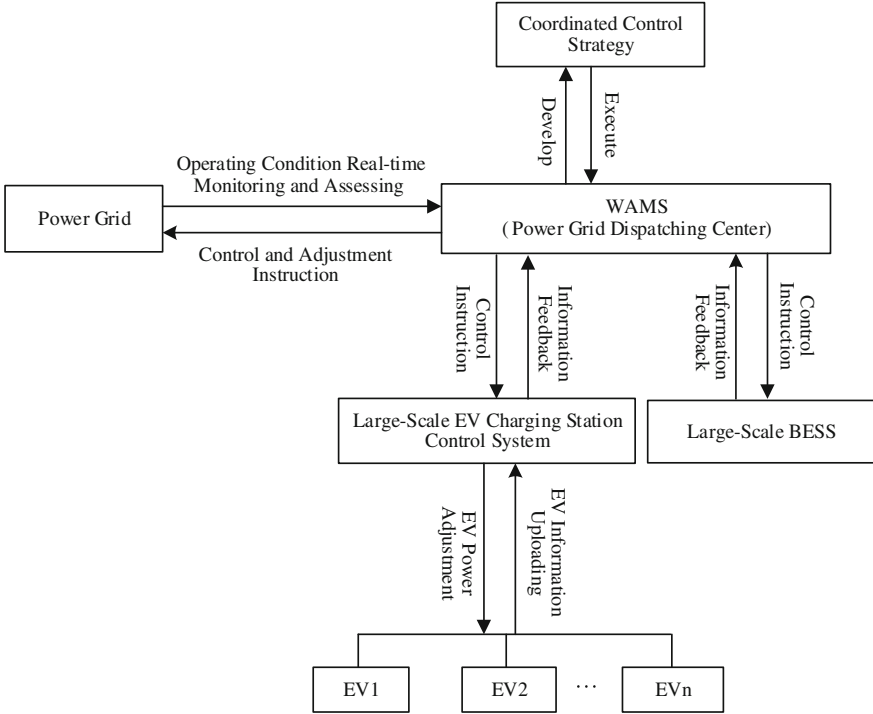 Coordinated Control
Strategy
Develop
Execute
Operating Condition Real-time
Monitoring and Assessing
Power Grid
WAMS
( Power Grid Dispatching Center)
Control and Adjustment
Instruction
Control
Instruction
Information
Feedback
Information
Feedback
Control
Instruction
Large-Scale EV Charging Station
Control System
Large-Scale BESS
EV Power
Adjustment
EV Information
Uploading
EV1
EV2
···
EVn